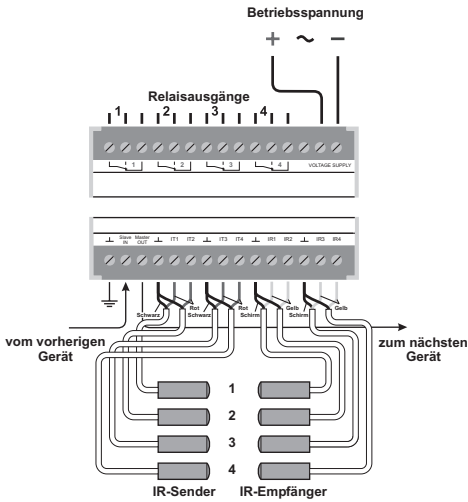 Betriebsspannung
+ ~ −
Relaisausgänge
1 2 3 4
1 2 3 4 VOLTAGE SUPPLY
⊥ Slave IN Master OUT ⊥ IT1 IT2 ⊥ IT3 IT4 ⊥ IR1 IR2 ⊥ IR3 IR4
Schwarz Rot Schwarz Rot Schirm Gelb Schirm Gelb
vom vorherigen Gerät
zum nächsten Gerät
1
2
3
4
IR-Sender IR-Empfänger